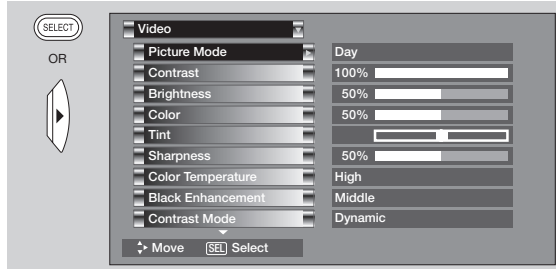 SELECT
OR
Video
Picture Mode Day
Contrast 100%
Brightness 50%
Color 50%
Tint
Sharpness 50%
Color Temperature High
Black Enhancement Middle
Contrast Mode Dynamic
Move SEL Select